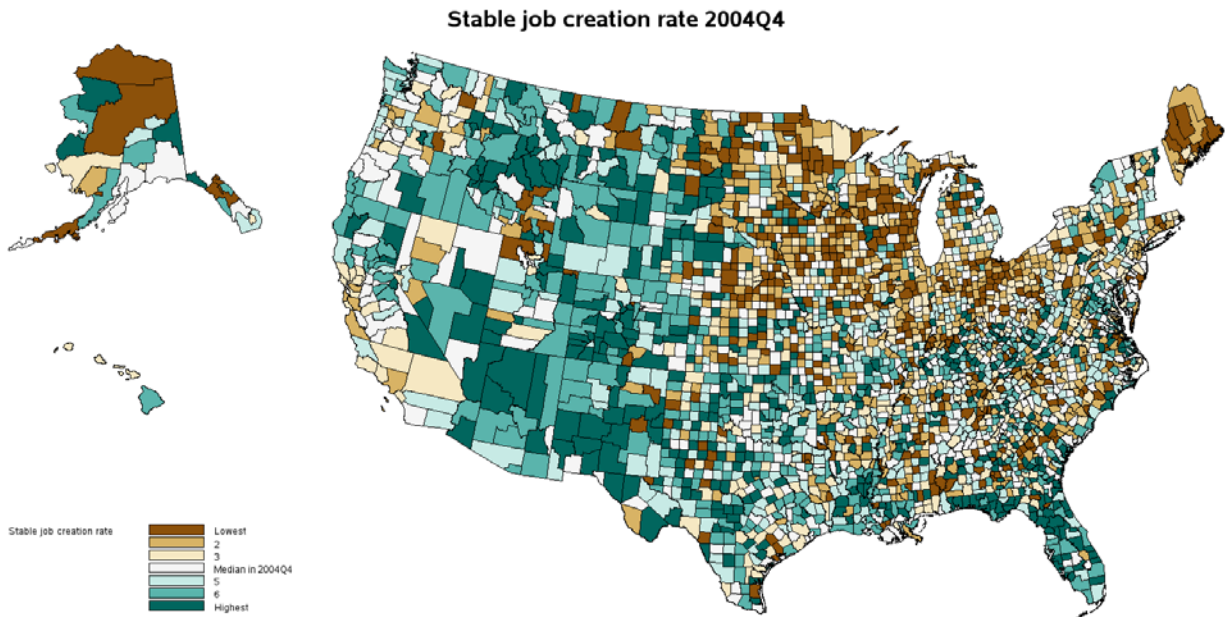 Stable job creation rate 2004Q4
Stable job creation rate
Lowest
2
3
Median in 2004Q4
5
6
Highest